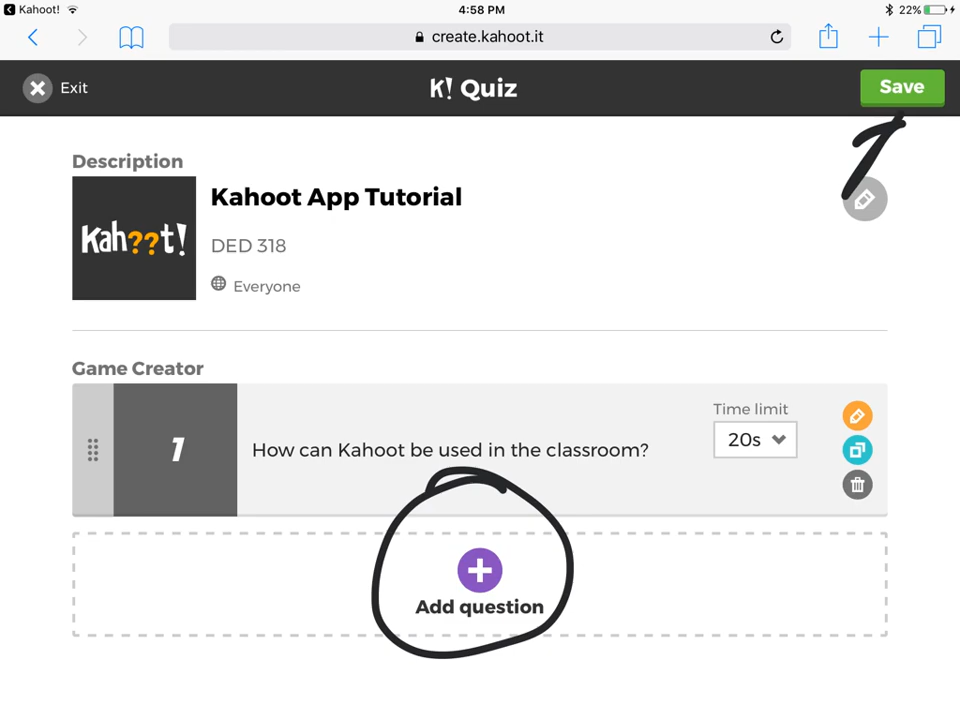 Kahoot!
4:58 PM
22%
create.kahoot.it
Exit
K! Quiz
Save
Description
Kah??t!
Kahoot App Tutorial
DED 318
Everyone
Game Creator
1
How can Kahoot be used in the classroom?
Time limit
20s
Add question